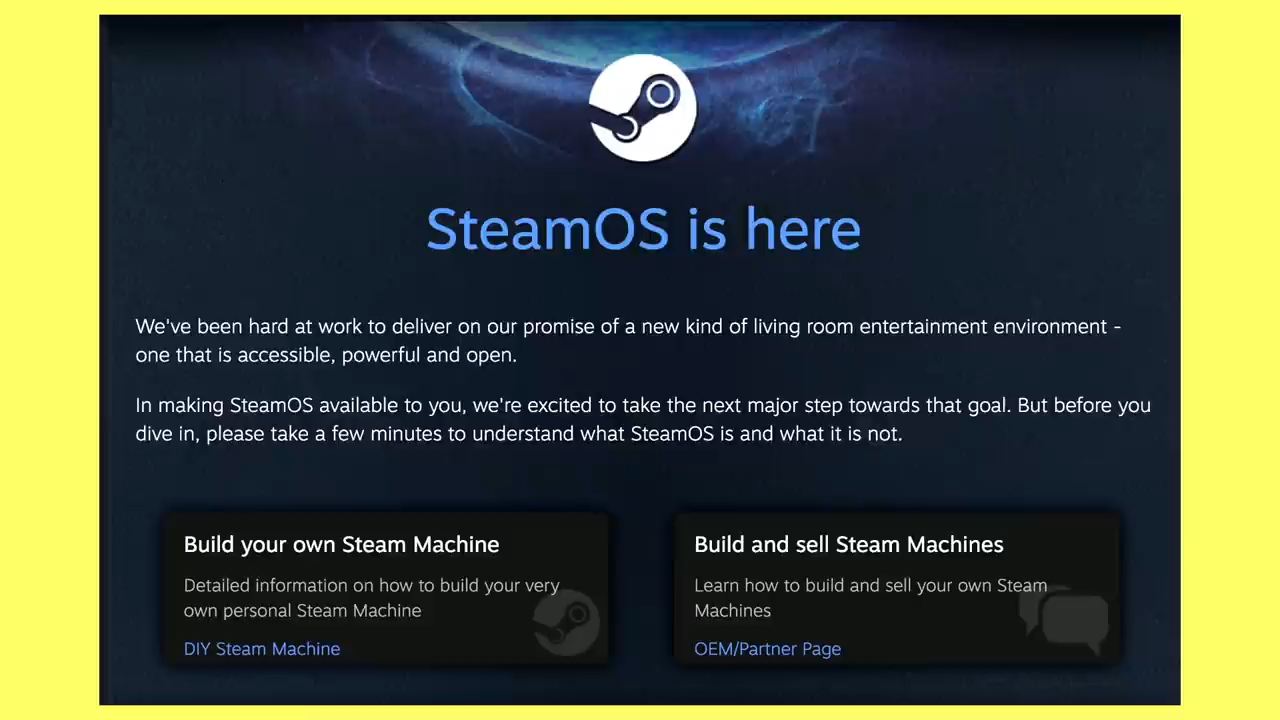 SteamOS is here
We've been hard at work to deliver on our promise of a new kind of living room entertainment environment -
one that is accessible, powerful and open.
In making SteamOS available to you, we're excited to take the next major step towards that goal. But before you
dive in, please take a few minutes to understand what SteamOS is and what it is not.
Build your own Steam Machine
Detailed information on how to build your very
own personal Steam Machine
DIY Steam Machine
Build and sell Steam Machines
Learn how to build and sell your own Steam
Machines
OEM/Partner Page